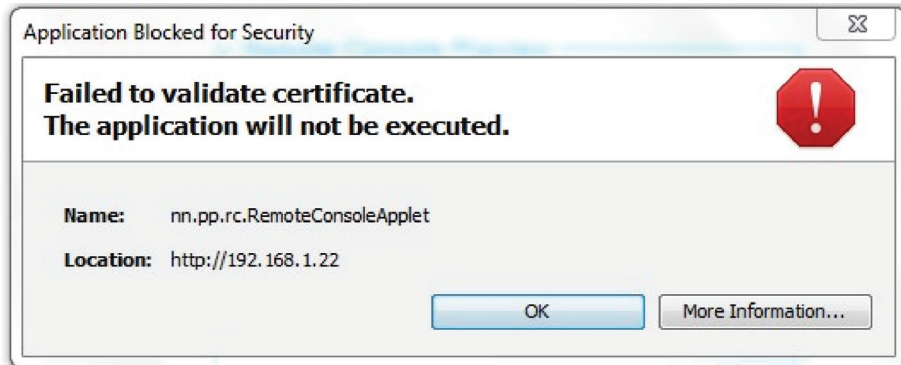 Application Blocked for Security
Failed to validate certificate.
The application will not be executed.
Name: nn.pp.rc.RemoteConsoleApplet
Location: http://192.168.1.22
OK More Information...